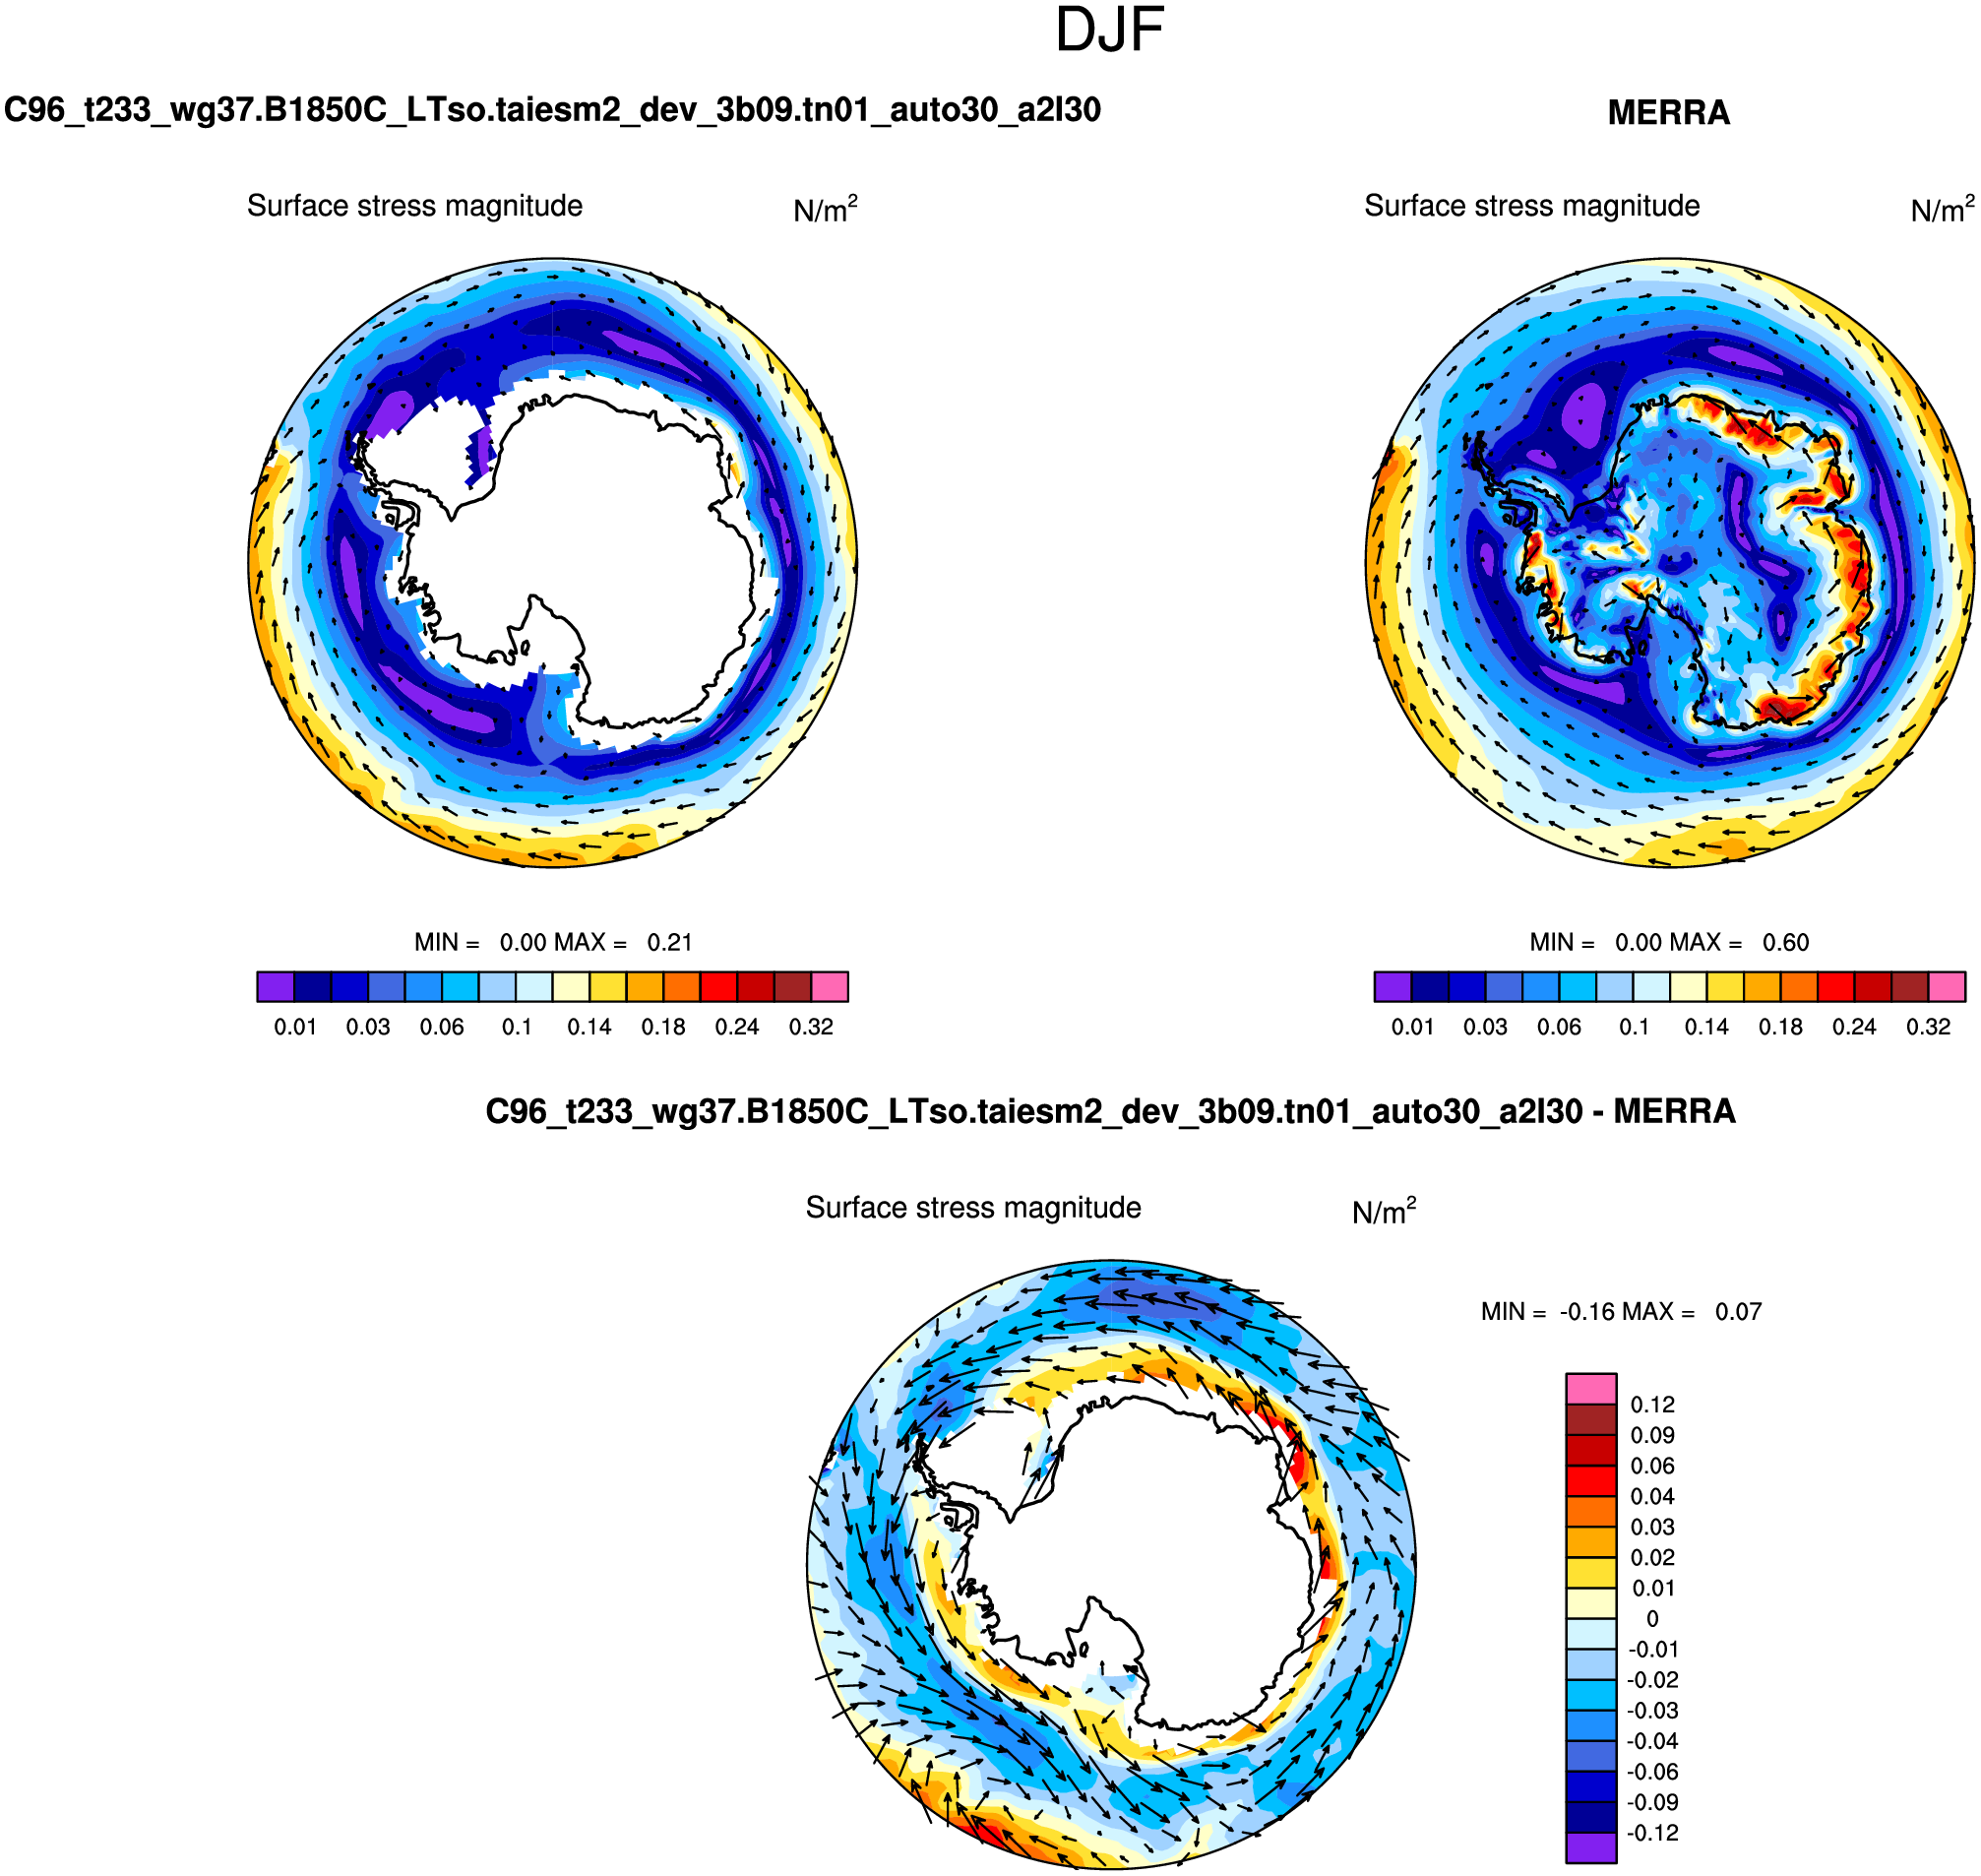 DJF
C96_t233_wg37.B1850C_LTso.taiesm2_dev_3b09.tn01_auto30_a2l30
MERRA
Surface stress magnitude N/m2
Surface stress magnitude N/m2
MIN = 0.00 MAX = 0.21
MIN = 0.00 MAX = 0.60
0.01 0.03 0.06 0.1 0.14 0.18 0.24 0.32
0.01 0.03 0.06 0.1 0.14 0.18 0.24 0.32
C96_t233_wg37.B1850C_LTso.taiesm2_dev_3b09.tn01_auto30_a2l30 - MERRA
Surface stress magnitude N/m2
MIN = -0.16 MAX = 0.07
0.12
0.09
0.06
0.04
0.03
0.02
0.01
0
-0.01
-0.02
-0.03
-0.04
-0.06
-0.09
-0.12